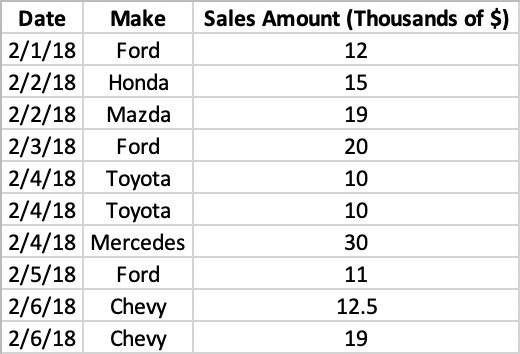 Date Make Sales Amount (Thousands of $)
2/1/18 Ford 12
2/2/18 Honda 15
2/2/18 Mazda 19
2/3/18 Ford 20
2/4/18 Toyota 10
2/4/18 Toyota 10
2/4/18 Mercedes 30
2/5/18 Ford 11
2/6/18 Chevy 12.5
2/6/18 Chevy 19